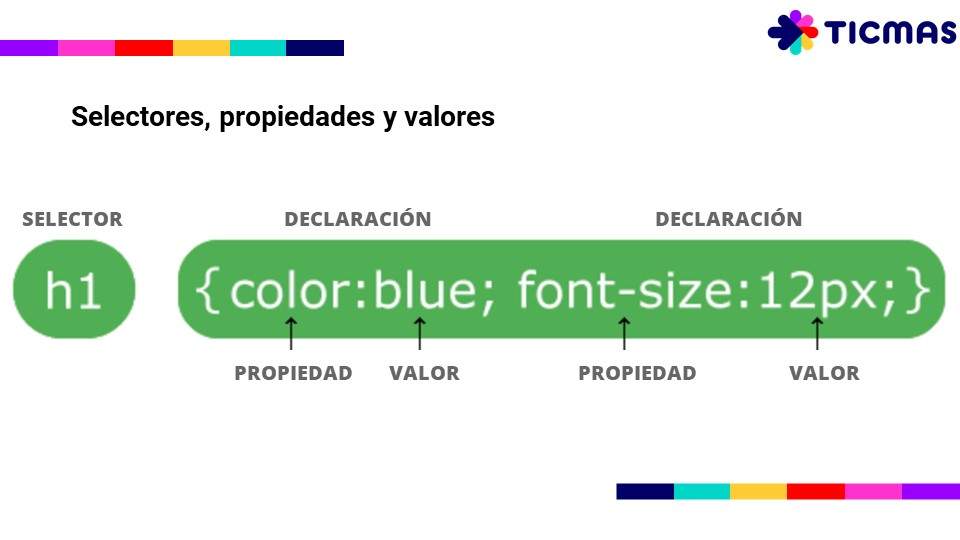 TICMAS
Selectores, propiedades y valores
SELECTOR DECLARACIÓN DECLARACIÓN
h1 {color:blue; font-size:12px;}
PROPIEDAD VALOR PROPIEDAD VALOR